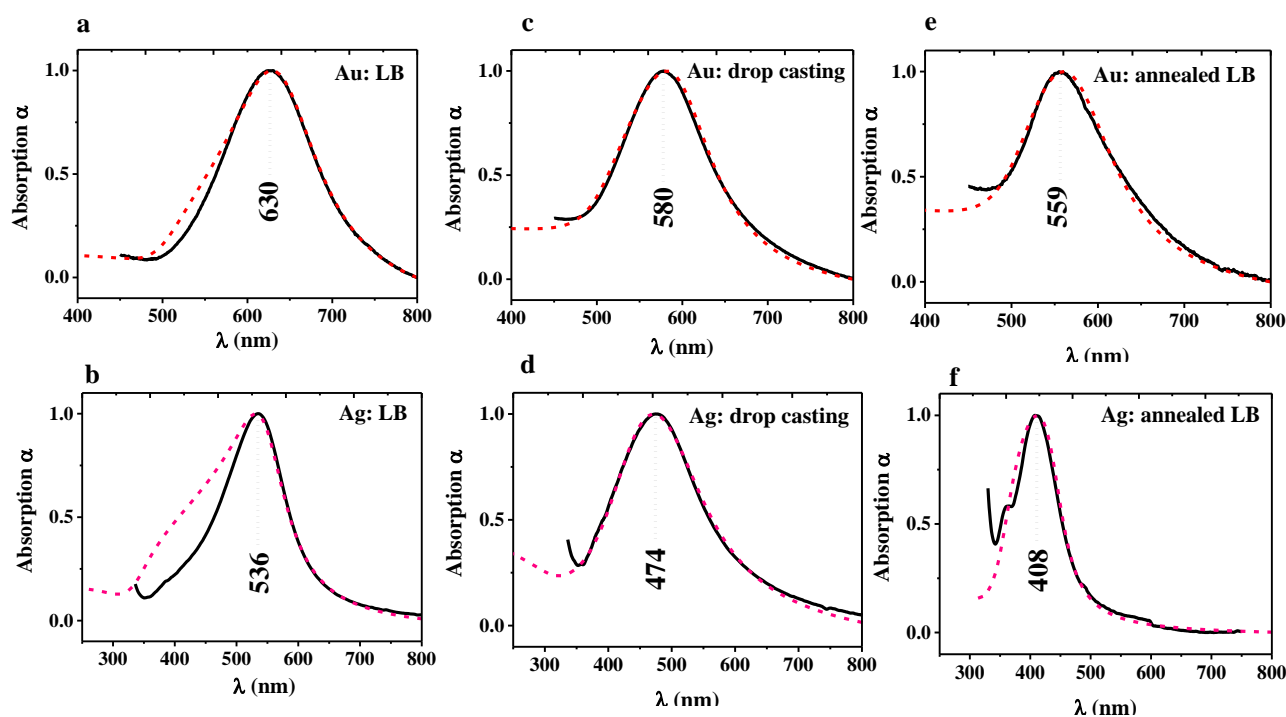 a
Au: LB
1.0
0.5
0.0
Absorption α
630
400 500 600 700 800
λ (nm)
c
Au: drop casting
1.0
0.5
0.0
Absorption α
580
400 500 600 700 800
λ (nm)
e
Au: annealed LB
1.0
0.5
0.0
Absorption α
559
400 500 600 700 800
λ (nm)
b
Ag: LB
1.0
0.5
0.0
Absorption α
536
300 400 500 600 700 800
λ (nm)
d
Ag: drop casting
1.0
0.5
0.0
Absorption α
474
300 400 500 600 700 800
λ (nm)
f
Ag: annealed LB
1.0
0.5
0.0
Absorption α
408
300 400 500 600 700 800
λ (nm)